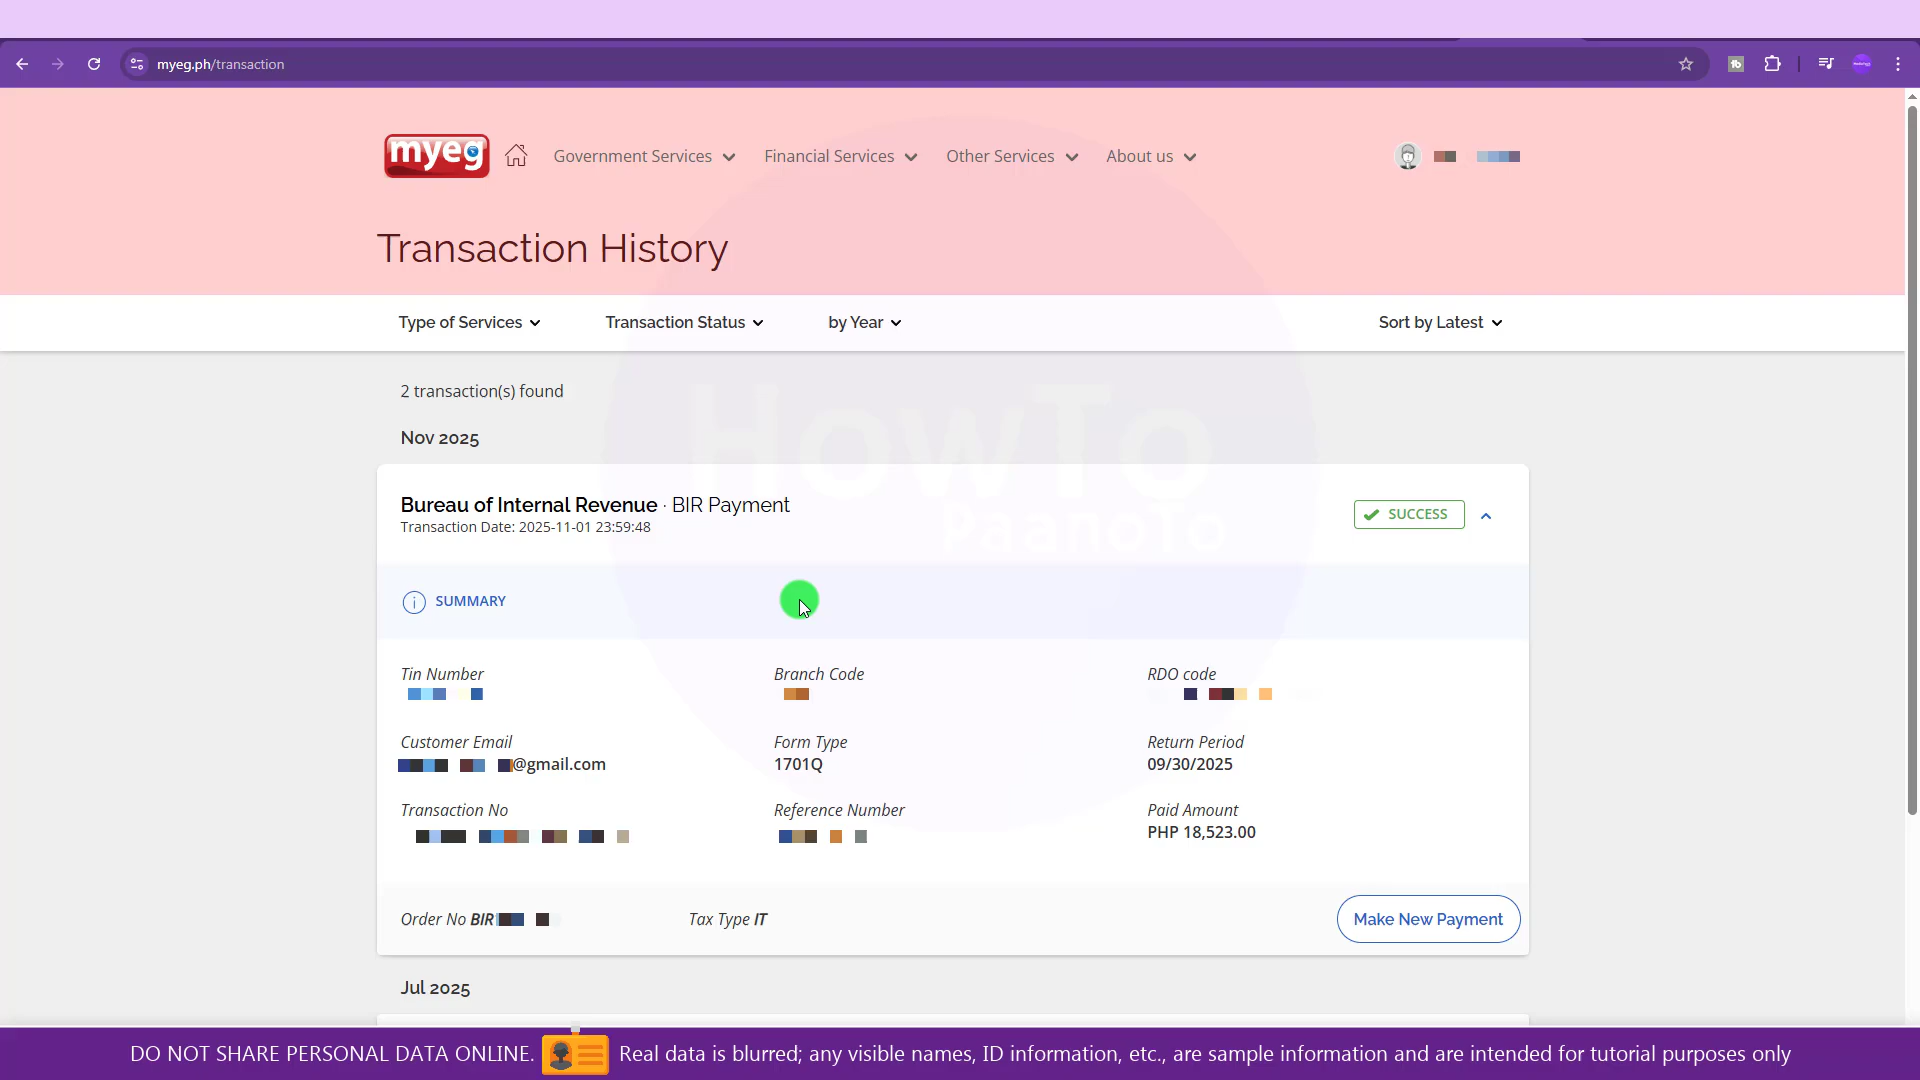 myeg.ph/transaction
myeg
Government Services
Financial Services
Other Services
About us
Transaction History
Type of Services
Transaction Status
by Year
Sort by Latest
2 transaction(s) found
HowTo
PaanoTo
Nov 2025
Bureau of Internal Revenue · BIR Payment
SUCCESS
Transaction Date: 2025-11-01 23:59:48
SUMMARY
Tin Number
Branch Code
RDO code
Customer Email
Form Type
Return Period
@gmail.com
1701Q
09/30/2025
Transaction No
Reference Number
Paid Amount
PHP 18,523.00
Order No BIR
Tax Type IT
Make New Payment
Jul 2025
DO NOT SHARE PERSONAL DATA ONLINE. Real data is blurred; any visible names, ID information, etc., are sample information and are intended for tutorial purposes only